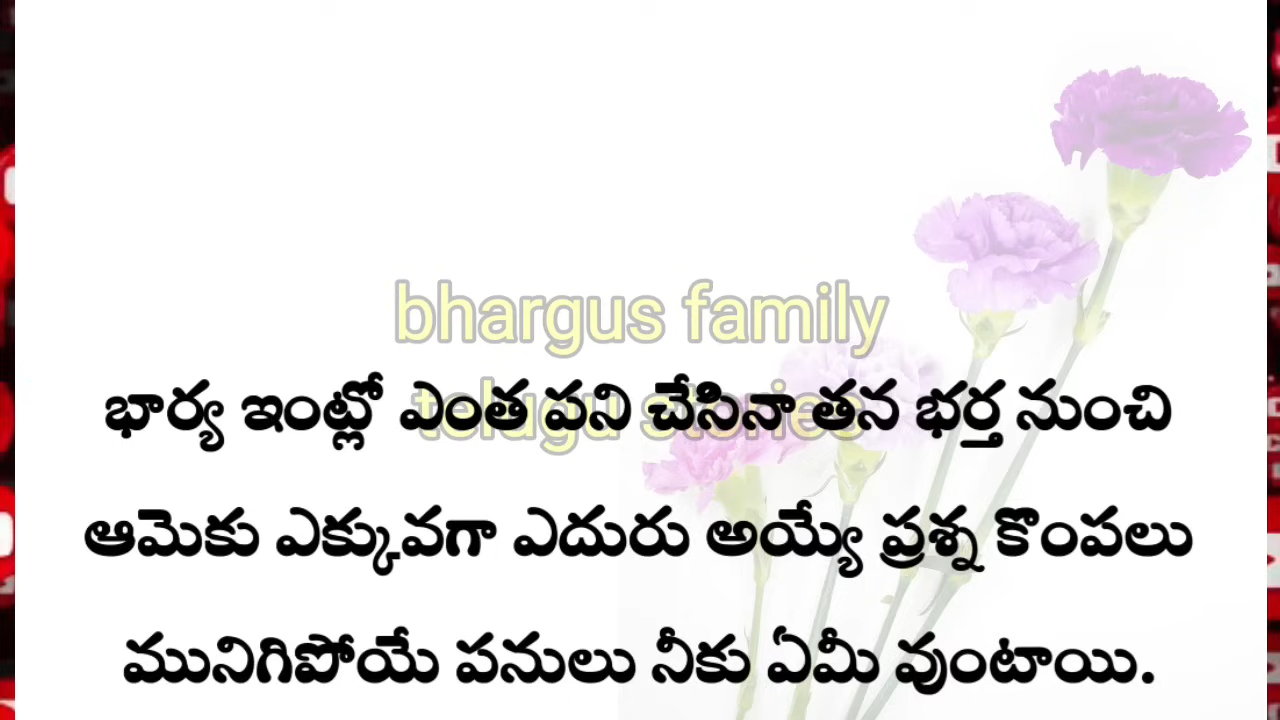 bhargus family
telugu stories
భార్య ఇంట్లో ఎంత పని చేసినా తన భర్త నుంచి
ఆమెకు ఎక్కువగా ఎదురు అయ్యే ప్రశ్న కొంపలు
మునిగిపోయే పనులు నీకు ఏమీ వుంటాయి.